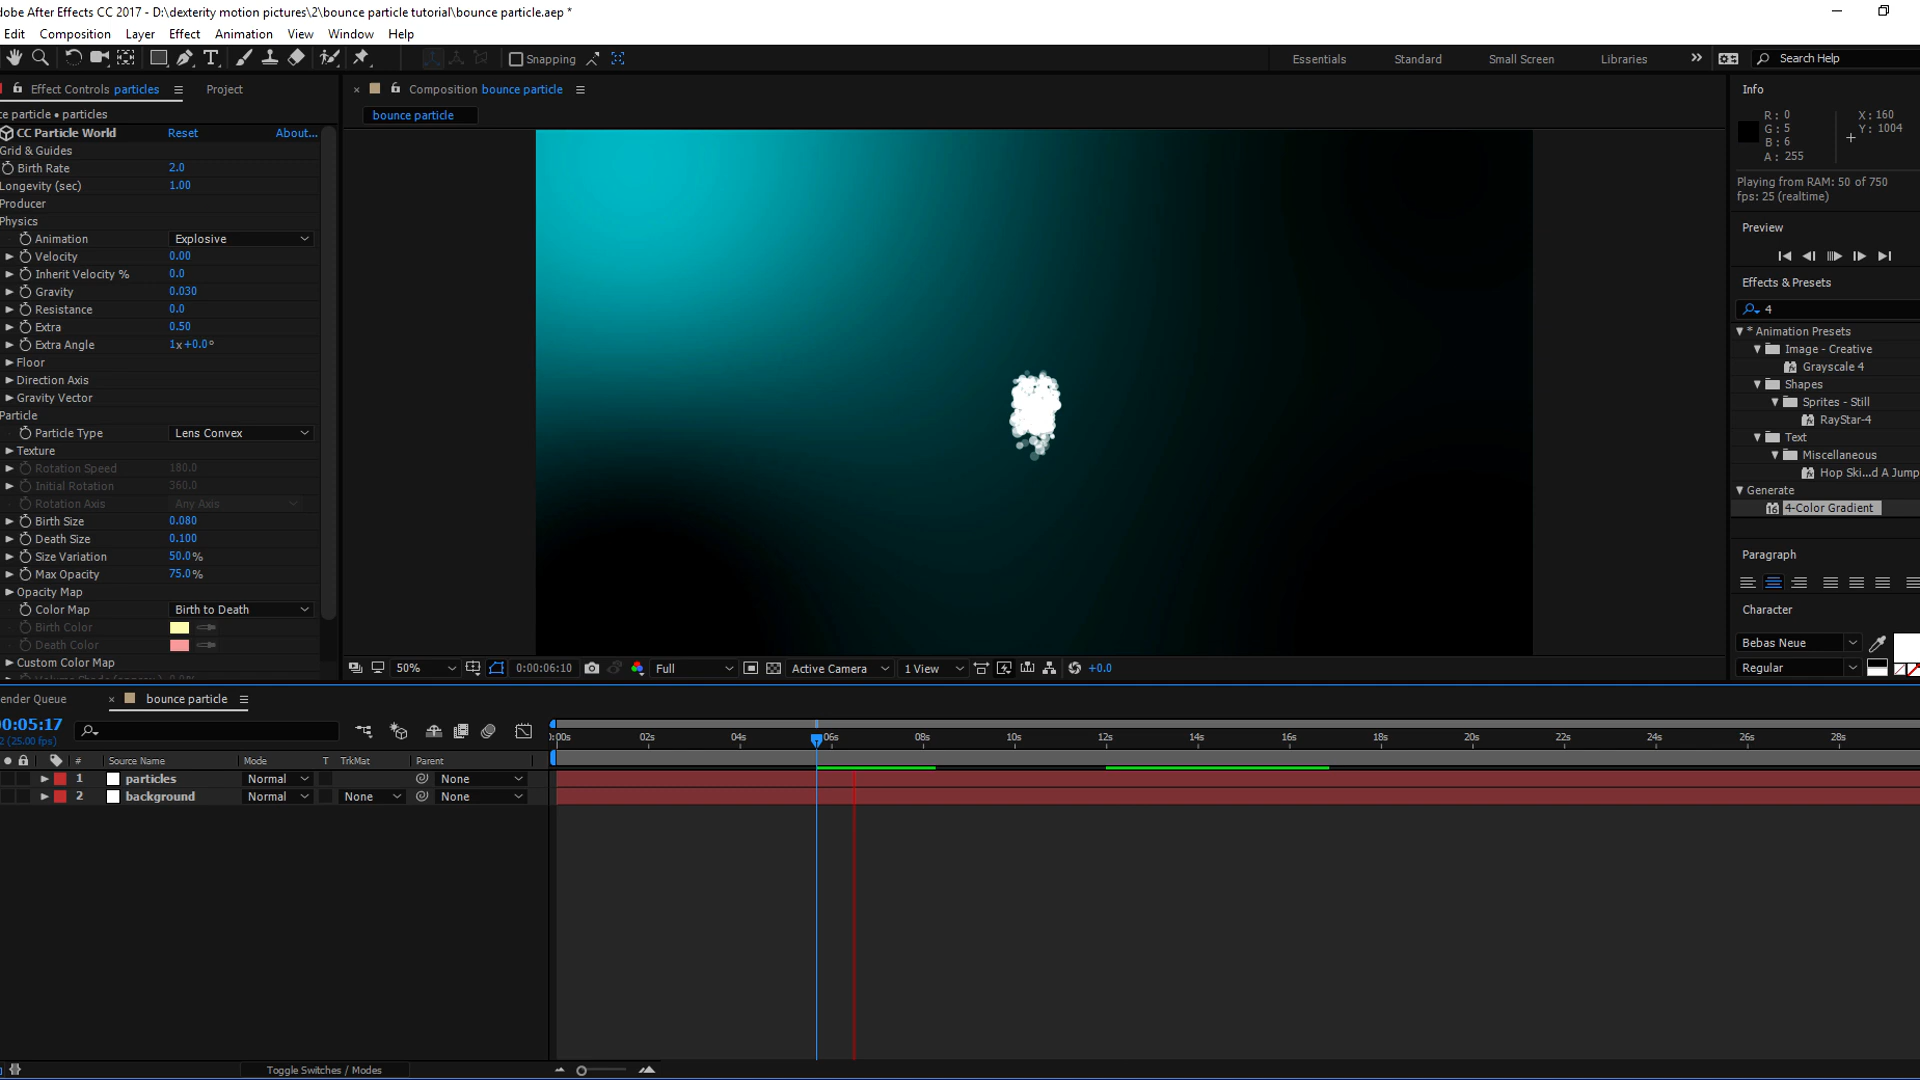 dobe After Effects CC 2017 - D:\dexterity motion pictures\2\bounce particle tutorial\bounce particle.aep *
Edit Composition Layer Effect Animation View Window Help
Snapping Essentials Standard Small Screen Libraries Search Help
Effect Controls particles Project
ce particle • particles
CC Particle World Reset About...
Grid & Guides
Birth Rate 2.0
Longevity (sec) 1.00
Producer
Physics
Animation Explosive
Velocity 0.00
Inherit Velocity % 0.0
Gravity 0.030
Resistance 0.0
Extra 0.50
Extra Angle 1x+0.0°
Floor
Direction Axis
Gravity Vector
Particle
Particle Type Lens Convex
Texture
Rotation Speed 180.0
Initial Rotation 360.0
Rotation Axis Any Axis
Birth Size 0.080
Death Size 0.100
Size Variation 50.0%
Max Opacity 75.0%
Opacity Map
Color Map Birth to Death
Birth Color
Death Color
Custom Color Map
× Composition bounce particle
bounce particle
50% 0:00:06:10 Full Active Camera 1 View +0.0
Info
R: 0 X: 160
G: 5 Y: 1004
B: 6
A: 255
Playing from RAM: 50 of 750
fps: 25 (realtime)
Preview
Effects & Presets
4
* Animation Presets
Image - Creative
Grayscale 4
Shapes
Sprites - Still
RayStar-4
Text
Miscellaneous
Hop Ski...d A Jump
Generate
16 4-Color Gradient
Paragraph
Character
Bebas Neue
Regular
ender Queue × bounce particle
00:05:17
2 (25.00 fps)
:00s 02s 04s 06s 08s 10s 12s 14s 16s 18s 20s 22s 24s 26s 28s
# Source Name Mode T TrkMat Parent
1 particles Normal None
2 background Normal None None
Toggle Switches / Modes